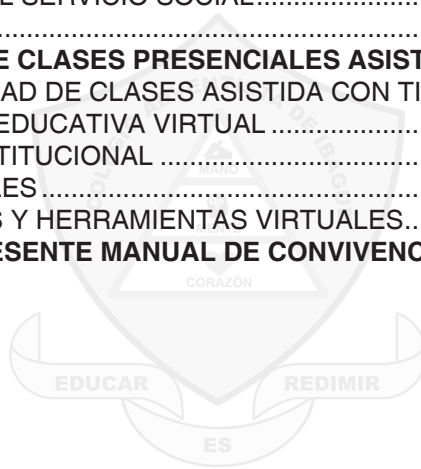 L SERVICIO SOCIAL..................
........................................
E CLASES PRESENCIALES ASIST
AD DE CLASES ASISTIDA CON TI
EDUCATIVA VIRTUAL ................
TITUCIONAL ..............................
LES ..........................................
S Y HERRAMIENTAS VIRTUALES..
ESENTE MANUAL DE CONVIVENC
MANO
CORAZÓN
EDUCAR
REDIMIR
ES